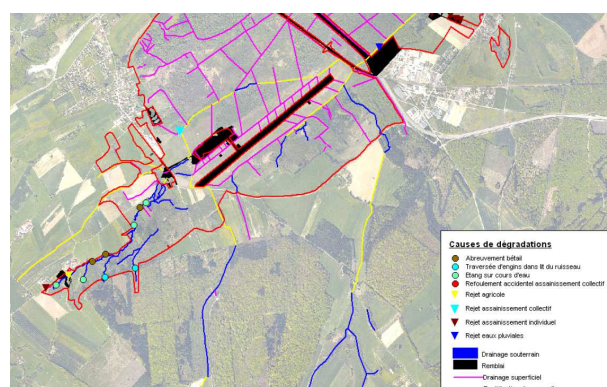 Causes de dégradations
Abreuvement bétail
Traversée d'engins dans lit du ruisseau
Etang sur cours d'eau
Refoulement accidentel assainissement collectif
Rejet agricole
Rejet assainissement collectif
Rejet assainissement individuel
Rejet eaux pluviales
Drainage souterrain
Remblai
Drainage superficiel